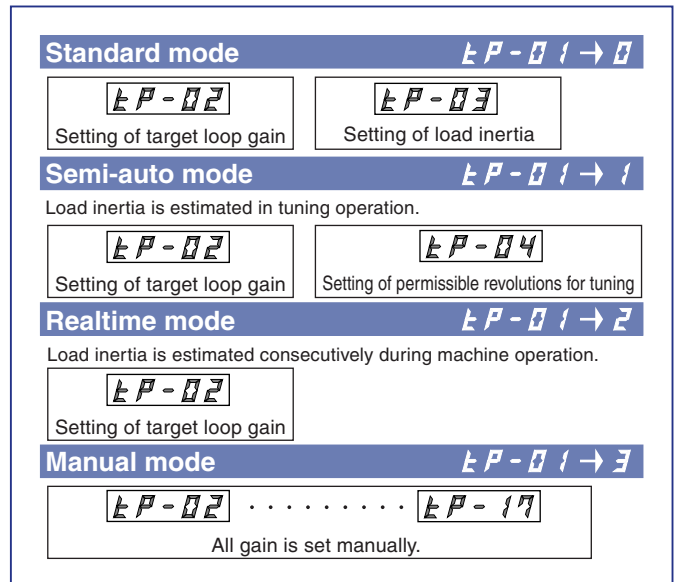 Standard mode tP-01→0
tP-02 tP-03
Setting of target loop gain Setting of load inertia
Semi-auto mode tP-01→1
Load inertia is estimated in tuning operation.
tP-02 tP-04
Setting of target loop gain Setting of permissible revolutions for tuning
Realtime mode tP-01→2
Load inertia is estimated consecutively during machine operation.
tP-02
Setting of target loop gain
Manual mode tP-01→3
tP-02 ·········· tP-17
All gain is set manually.